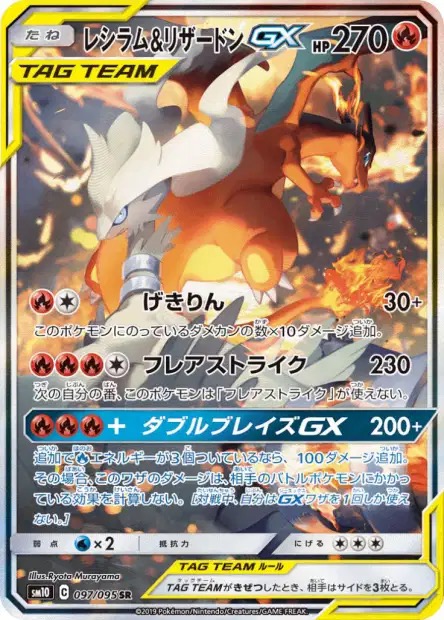 たね レシラム&リザードンGX HP270
TAG TEAM
げきりん 30+
このポケモンにのっているダメカンの数×10ダメージ追加。
フレアストライク 230
次の自分の番、このポケモンは「フレアストライク」が使えない。
+ ダブルブレイズGX 200+
追加でエネルギーが3個ついているなら、100ダメージ追加。
その場合、このワザのダメージは、相手のバトルポケモンにかかっ
ている効果を計算しない。[対戦中、自分はGXワザを1回しか使え
ない。]
弱点 ×2 抵抗力 にげる
Illus.Ryota Murayama
sm10 C 097/095 SR
TAG TEAM ルール
TAG TEAMがきぜつしたとき、相手はサイドを3枚とる。
©2019 Pokémon/Nintendo/Creatures/GAME FREAK.